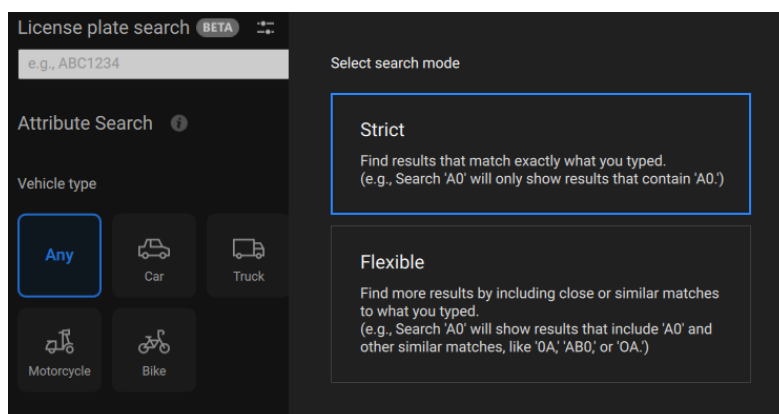 License plate search BETA
e.g., ABC1234
Attribute Search
Vehicle type
Any
Car
Truck
Motorcycle
Bike
Select search mode
Strict
Find results that match exactly what you typed.
(e.g., Search 'A0' will only show results that contain 'A0.')
Flexible
Find more results by including close or similar matches
to what you typed.
(e.g., Search 'A0' will show results that include 'A0' and
other similar matches, like '0A,' 'AB0,' or 'OA.')